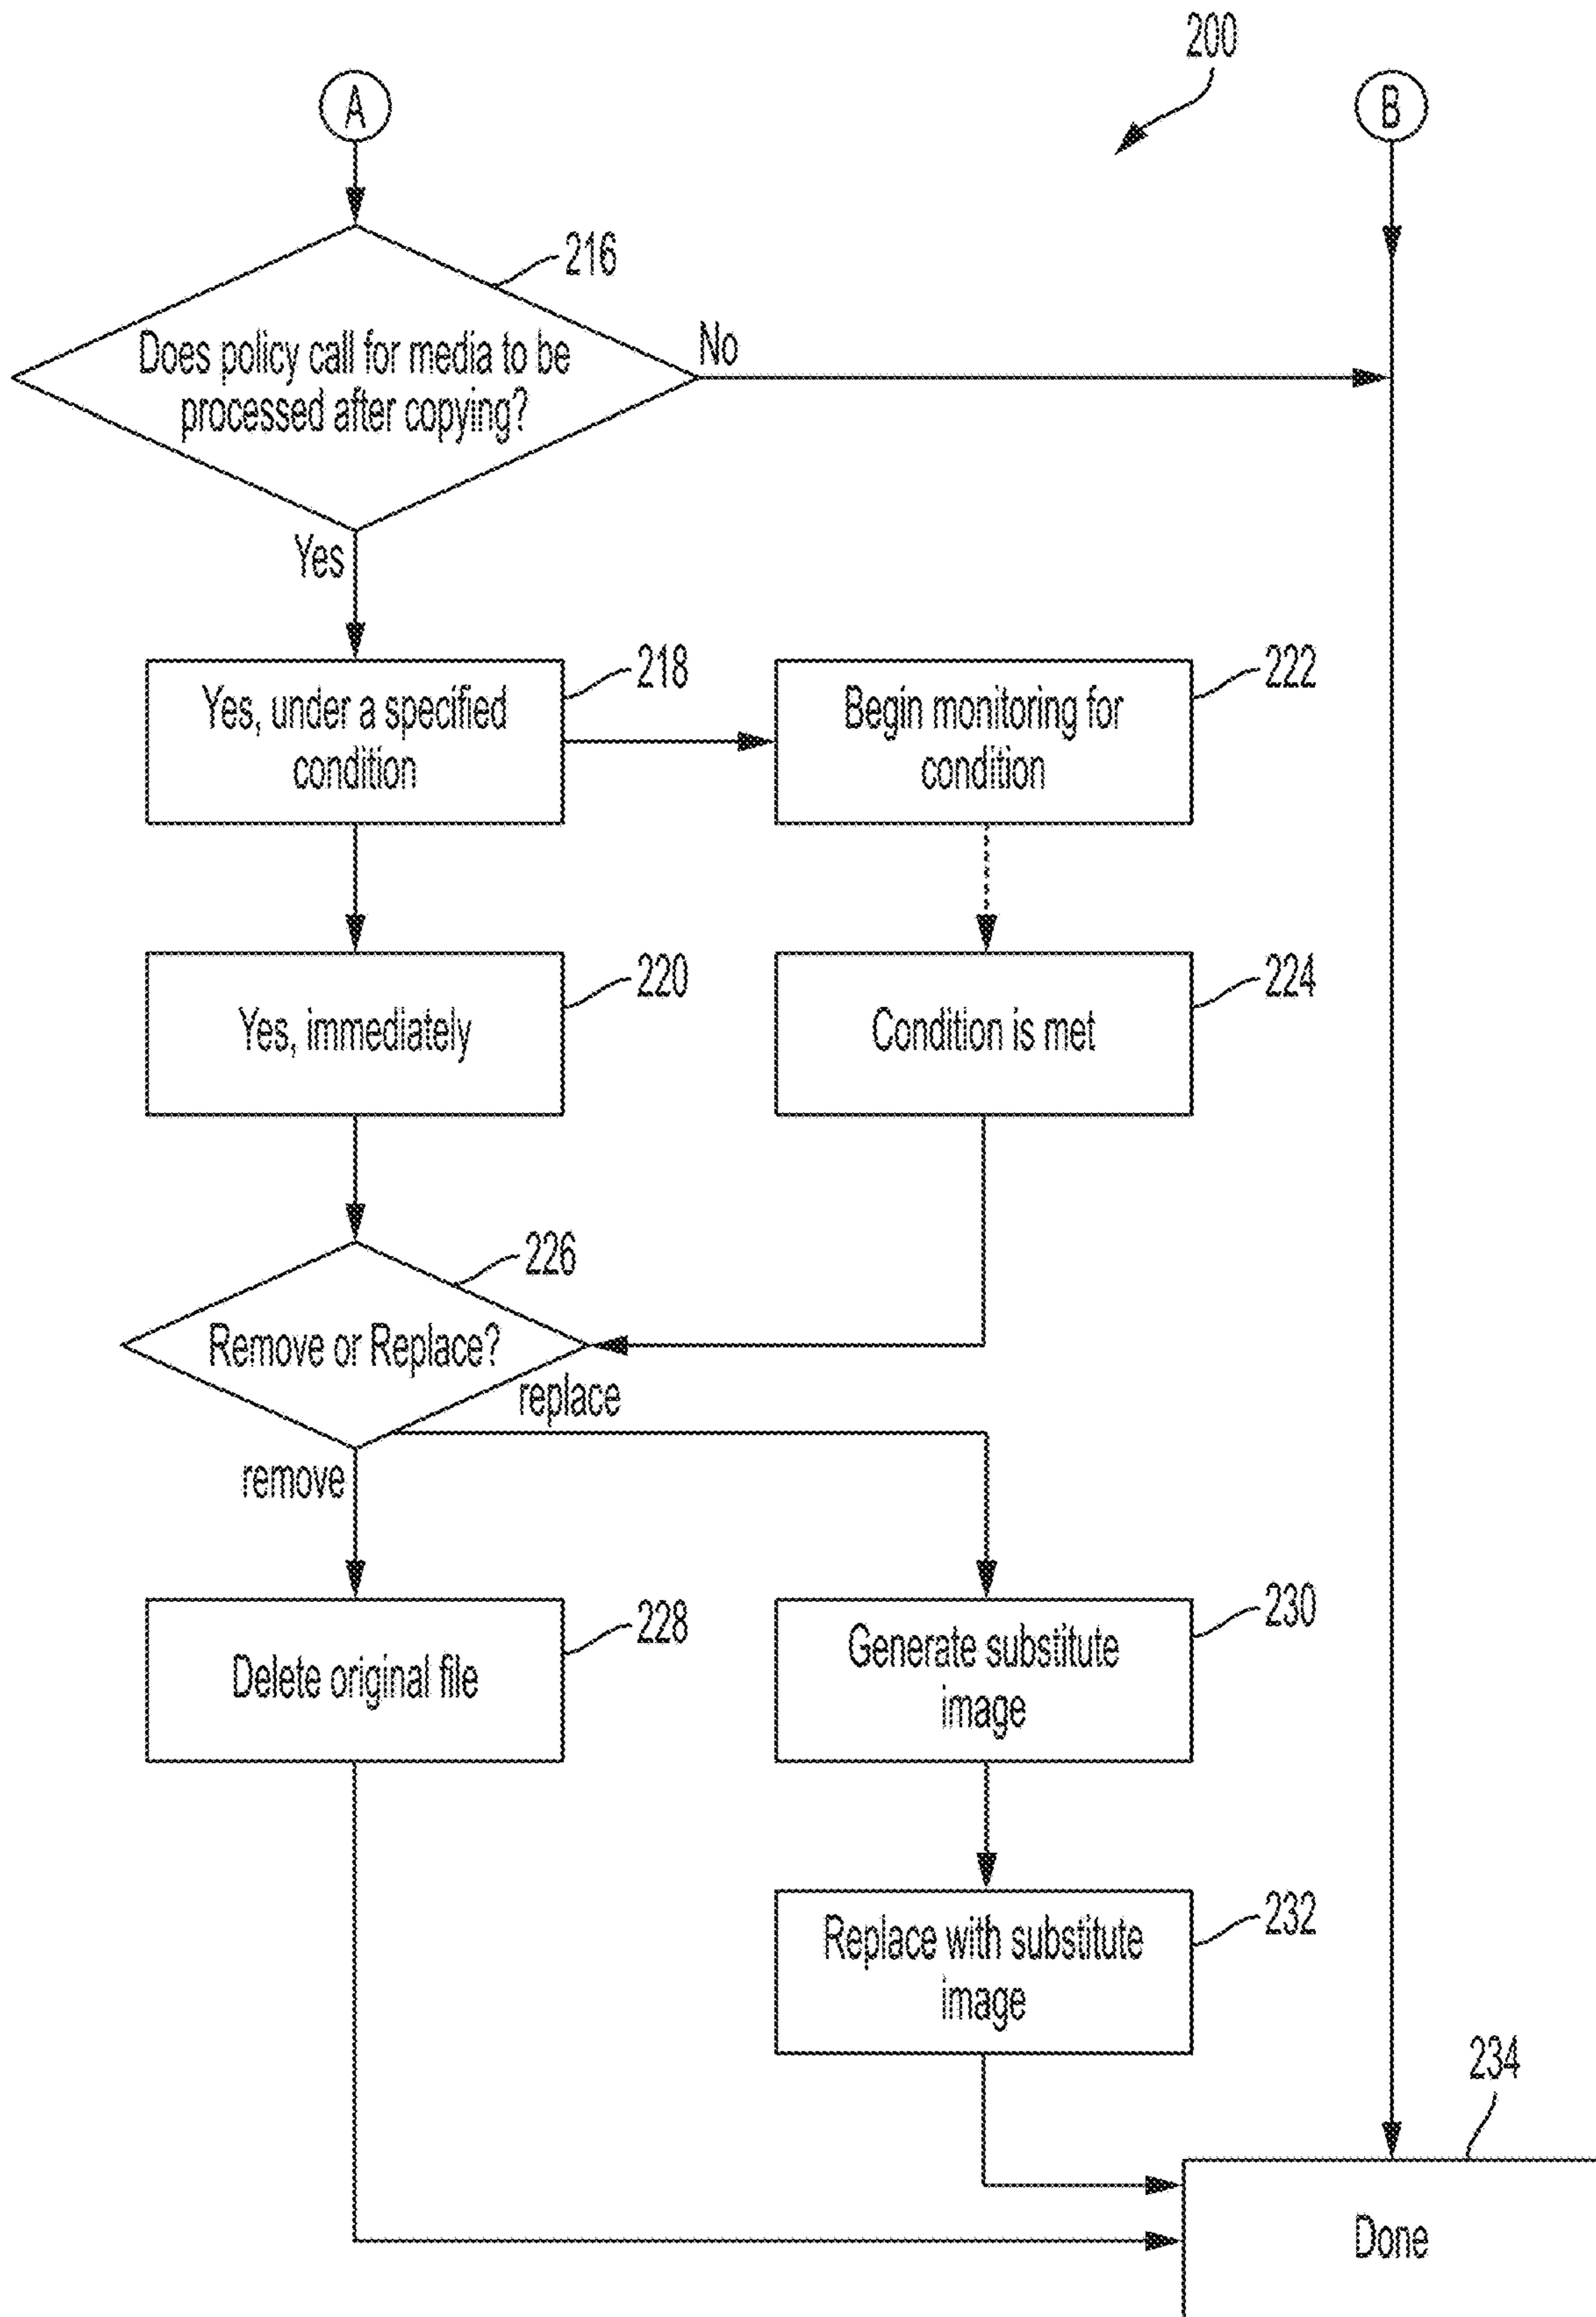 200
A
B
216
Does policy call for media to be
processed after copying?
No
Yes
218
Yes, under a specified
condition
222
Begin monitoring for
condition
220
Yes, immediately
224
Condition is met
226
Remove or Replace?
replace
remove
228
Delete original file
230
Generate substitute
image
232
Replace with substitute
image
234
Done